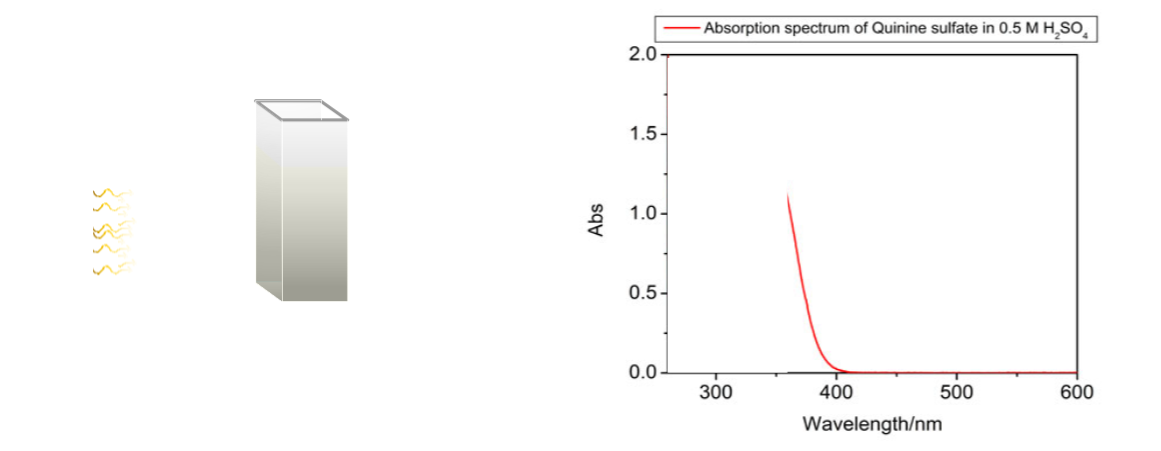 Absorption spectrum of Quinine sulfate in 0.5 M H₂SO₄
2.0
1.5
1.0
0.5
0.0
Abs
300 400 500 600
Wavelength/nm